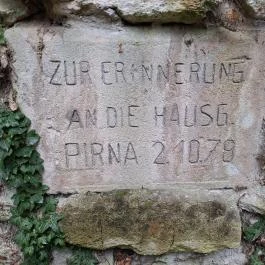 ZUR ERINNERUNG
AN DIE HAUSG.
PIRNA 2.10.79